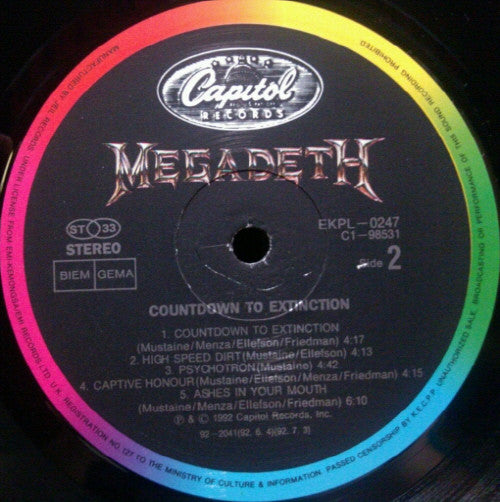 Capitol
RECORDS
MEGADETH
ST 33
STEREO
BIEM GEMA
EKPL-0247
C1-98531
Side 2
COUNTDOWN TO EXTINCTION
1. COUNTDOWN TO EXTINCTION
(Mustaine/Menza/Ellefson/Friedman) 4:17
2. HIGH SPEED DIRT(Mustaine/Ellefson) 4:13
3. PSYCHOTRON(Mustaine) 4:42
4. CAPTIVE HONOUR(Mustaine/Menza/Ellefson/Friedman) 4:15
5. ASHES IN YOUR MOUTH
(Mustaine/Menza/Ellefson/Friedman) 6:10
℗ & © 1992 Capitol Records, Inc.
92-2041(92. 6. 4)(92. 7. 3)
MANUFACTURED BY JEIL RECORDS UNDER LICENSE FROM EMI-KEMONGSA/EMI RECORDS LTD. U.K. REGISTRATION NO. 127 TO THE MINISTRY OF CULTURE & INFORMATION. PASSED CENSORSHIP BY K.E.C.P.P. UNAUTHORIZED SALE, BROADCASTING OR PERFORMANCE OF THIS SOUND RECORDING PROHIBITED.